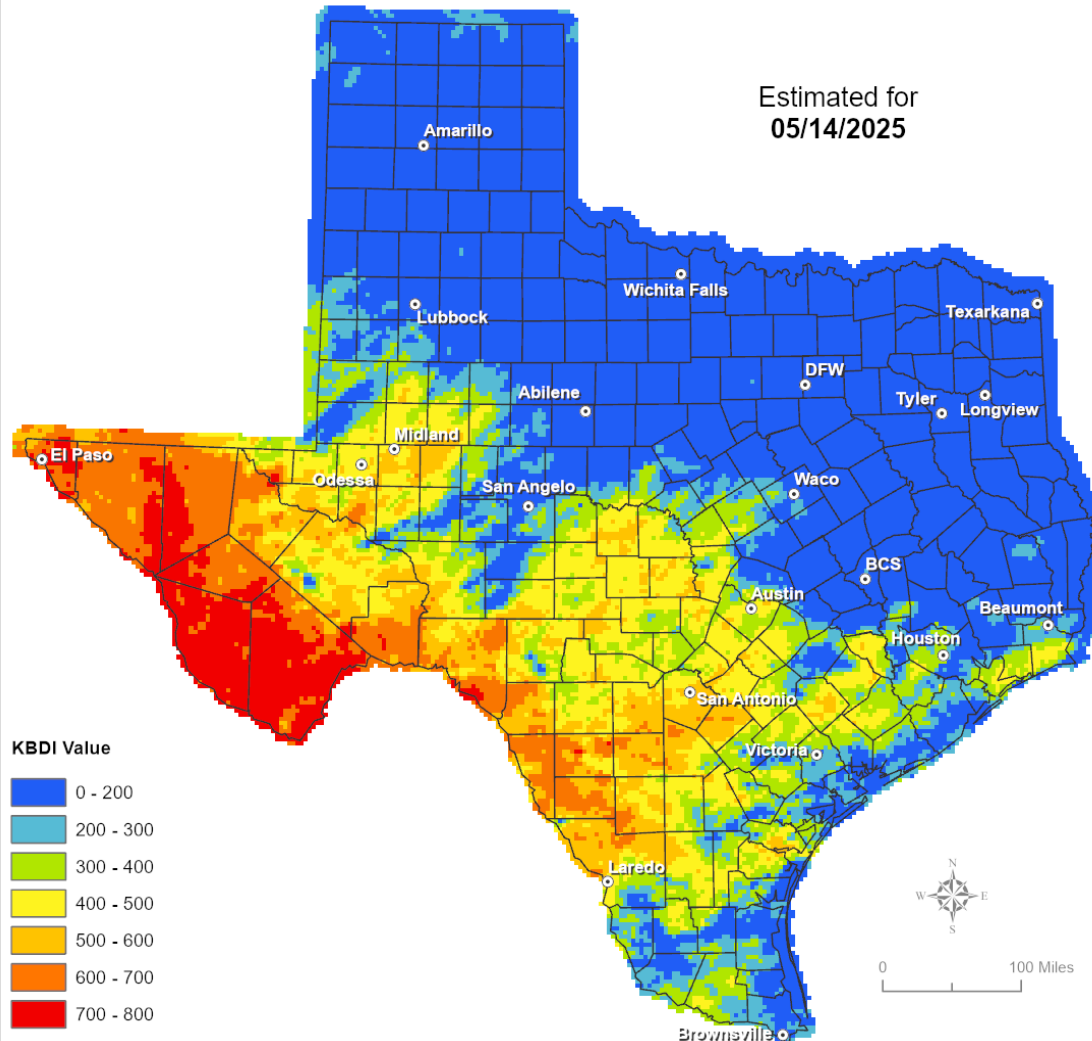 Estimated for
05/14/2025
Amarillo
Wichita Falls
Lubbock
Texarkana
DFW
Abilene
Tyler
Longview
Midland
El Paso
Odessa
San Angelo
Waco
BCS
Austin
Beaumont
Houston
San Antonio
Victoria
Laredo
Brownsville
KBDI Value
0 - 200
200 - 300
300 - 400
400 - 500
500 - 600
600 - 700
700 - 800
N
W E
S
0 100 Miles